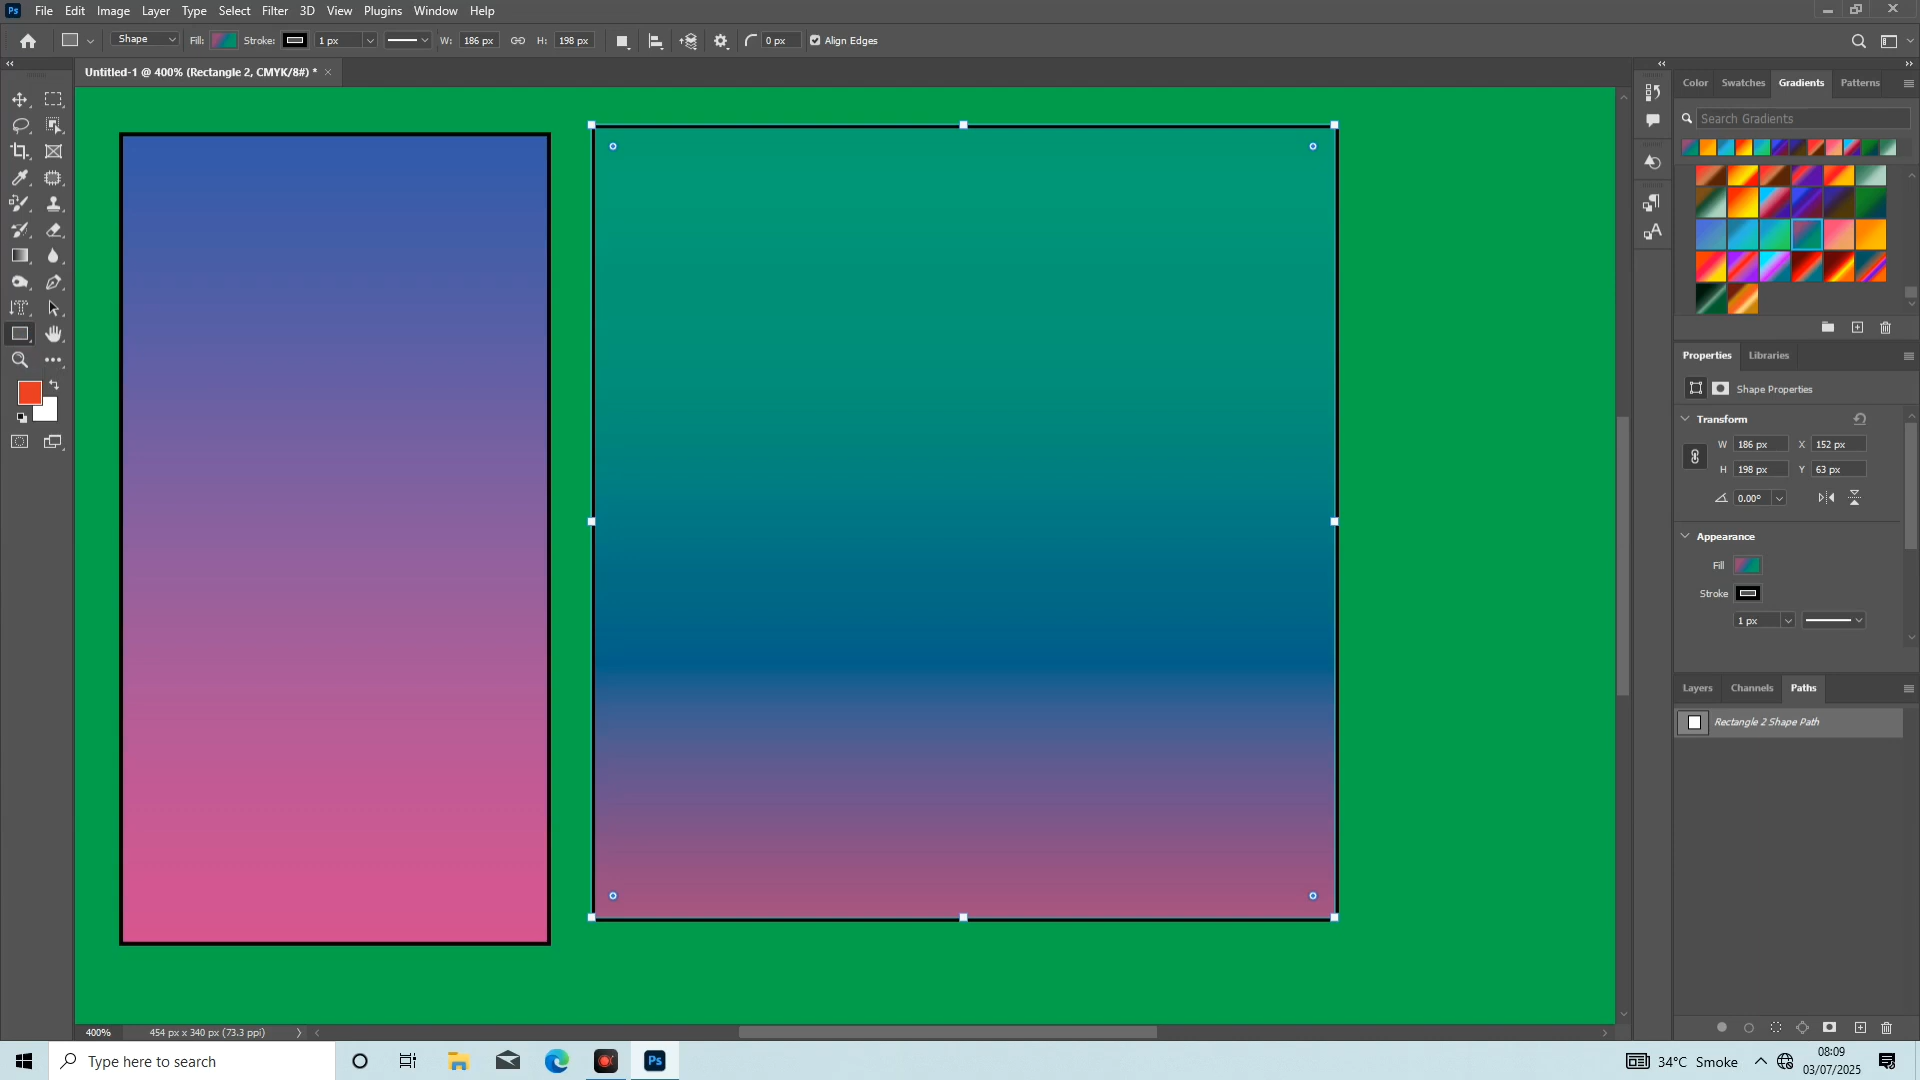 Ps File Edit Image Layer Type Select Filter 3D View Plugins Window Help
Shape Fill: Stroke: 1 px W: 186 px H: 198 px 0 px Align Edges
Untitled-1 @ 400% (Rectangle 2, CMYK/8#) * ×
Color Swatches Gradients Patterns
Search Gradients
Properties Libraries
Shape Properties
Transform
W 186 px X 152 px
H 198 px Y 63 px
0.00°
Appearance
Fill
Stroke
1 px
Layers Channels Paths
Rectangle 2 Shape Path
400% 454 px x 340 px (73.3 ppi)
Type here to search
Ps
34°C Smoke
08:09
03/07/2025